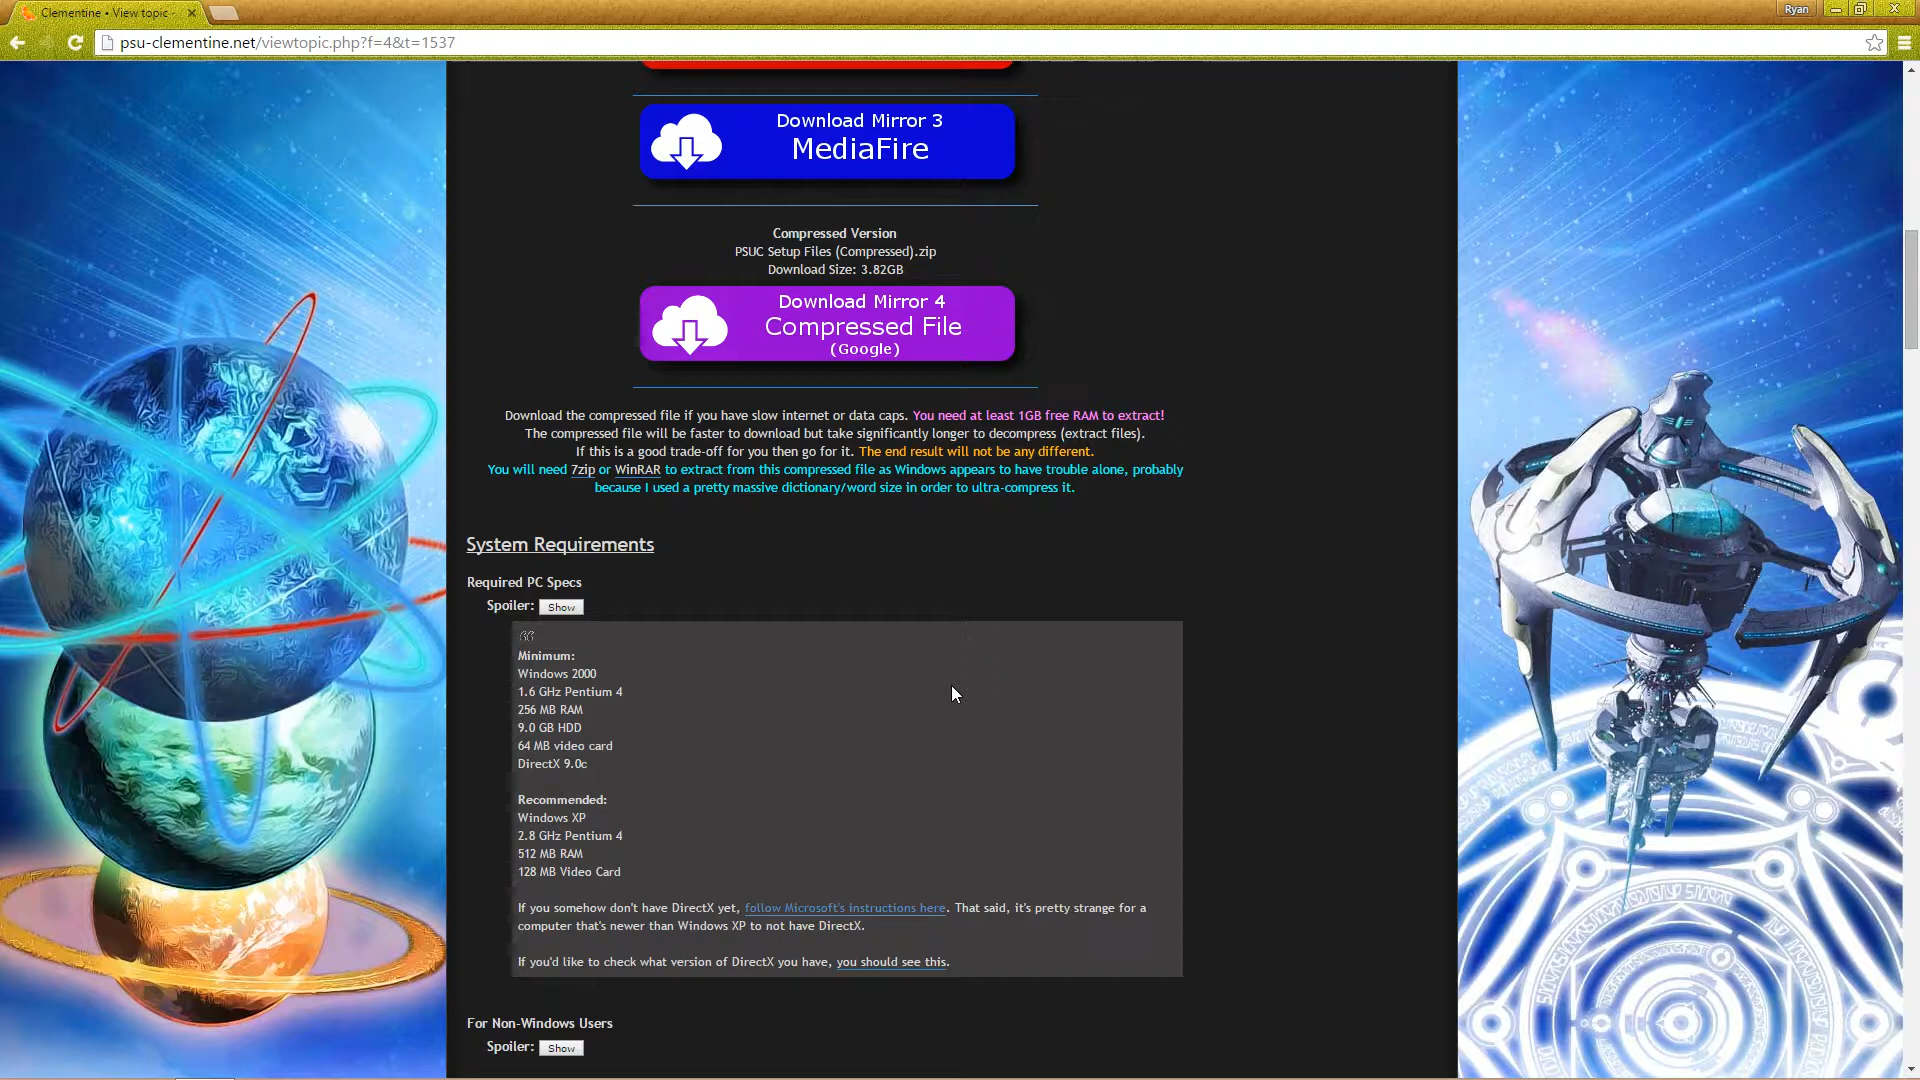 Clementine • View topic -
Ryan
psu-clementine.net/viewtopic.php?f=4&t=1537
Download Mirror 3
MediaFire
Compressed Version
PSUC Setup Files (Compressed).zip
Download Size: 3.82GB
Download Mirror 4
Compressed File
(Google)
Download the compressed file if you have slow internet or data caps. You need at least 1GB free RAM to extract!
The compressed file will be faster to download but take significantly longer to decompress (extract files).
If this is a good trade-off for you then go for it. The end result will not be any different.
You will need 7zip or WinRAR to extract from this compressed file as Windows appears to have trouble alone, probably
because I used a pretty massive dictionary/word size in order to ultra-compress it.
System Requirements
Required PC Specs
Spoiler: Show
Minimum:
Windows 2000
1.6 GHz Pentium 4
256 MB RAM
9.0 GB HDD
64 MB video card
DirectX 9.0c
Recommended:
Windows XP
2.8 GHz Pentium 4
512 MB RAM
128 MB Video Card
If you somehow don't have DirectX yet, follow Microsoft's instructions here. That said, it's pretty strange for a
computer that's newer than Windows XP to not have DirectX.
If you'd like to check what version of DirectX you have, you should see this.
For Non-Windows Users
Spoiler: Show